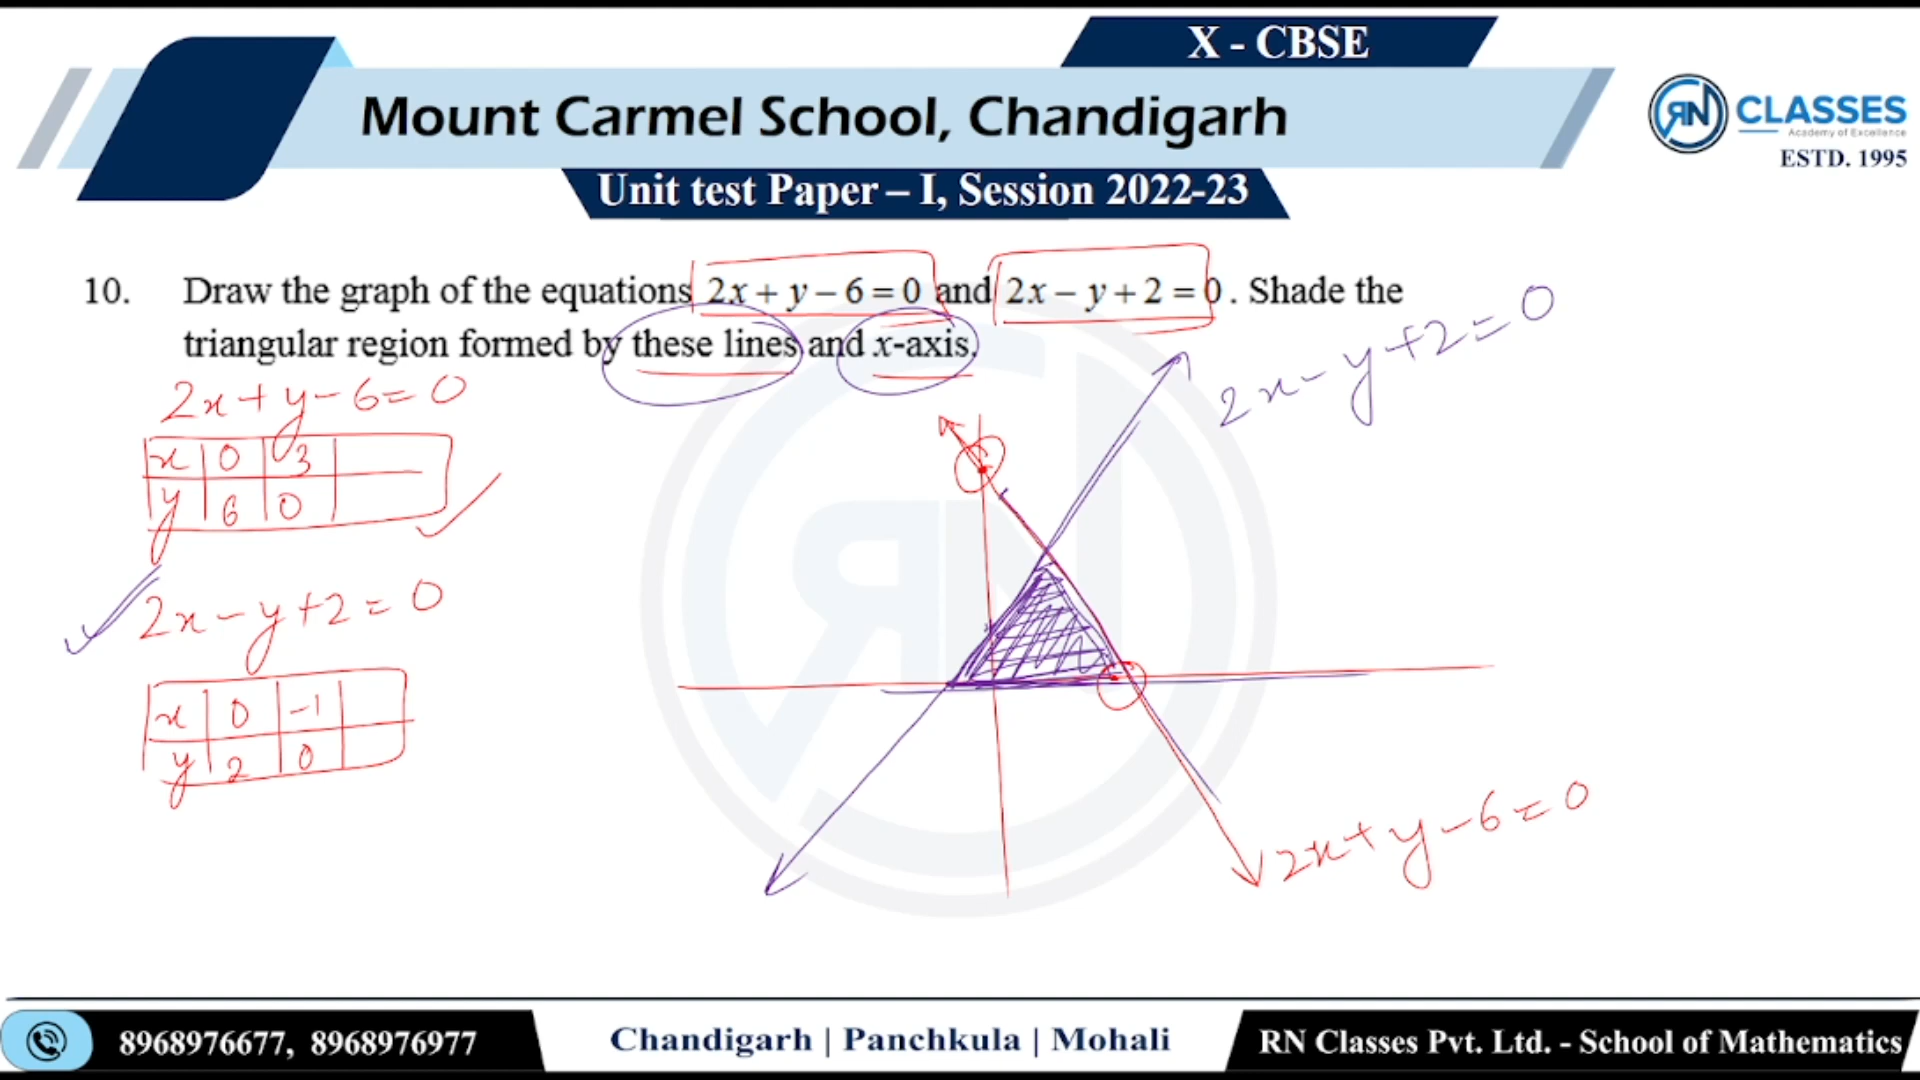 X - CBSE
Mount Carmel School, Chandigarh
RN CLASSES
Academy of Excellence
ESTD. 1995
Unit test Paper – I, Session 2022-23
10. Draw the graph of the equations 2x + y – 6 = 0 and 2x – y + 2 = 0 . Shade the
triangular region formed by these lines and x-axis.
2x - y + 2 = 0
2x + y - 6 = 0
x 0 3
y 6 0
2x - y + 2 = 0
x 0 -1
y 2 0
2x + y - 6 = 0
RN
8968976677, 8968976977
Chandigarh | Panchkula | Mohali
RN Classes Pvt. Ltd. - School of Mathematics